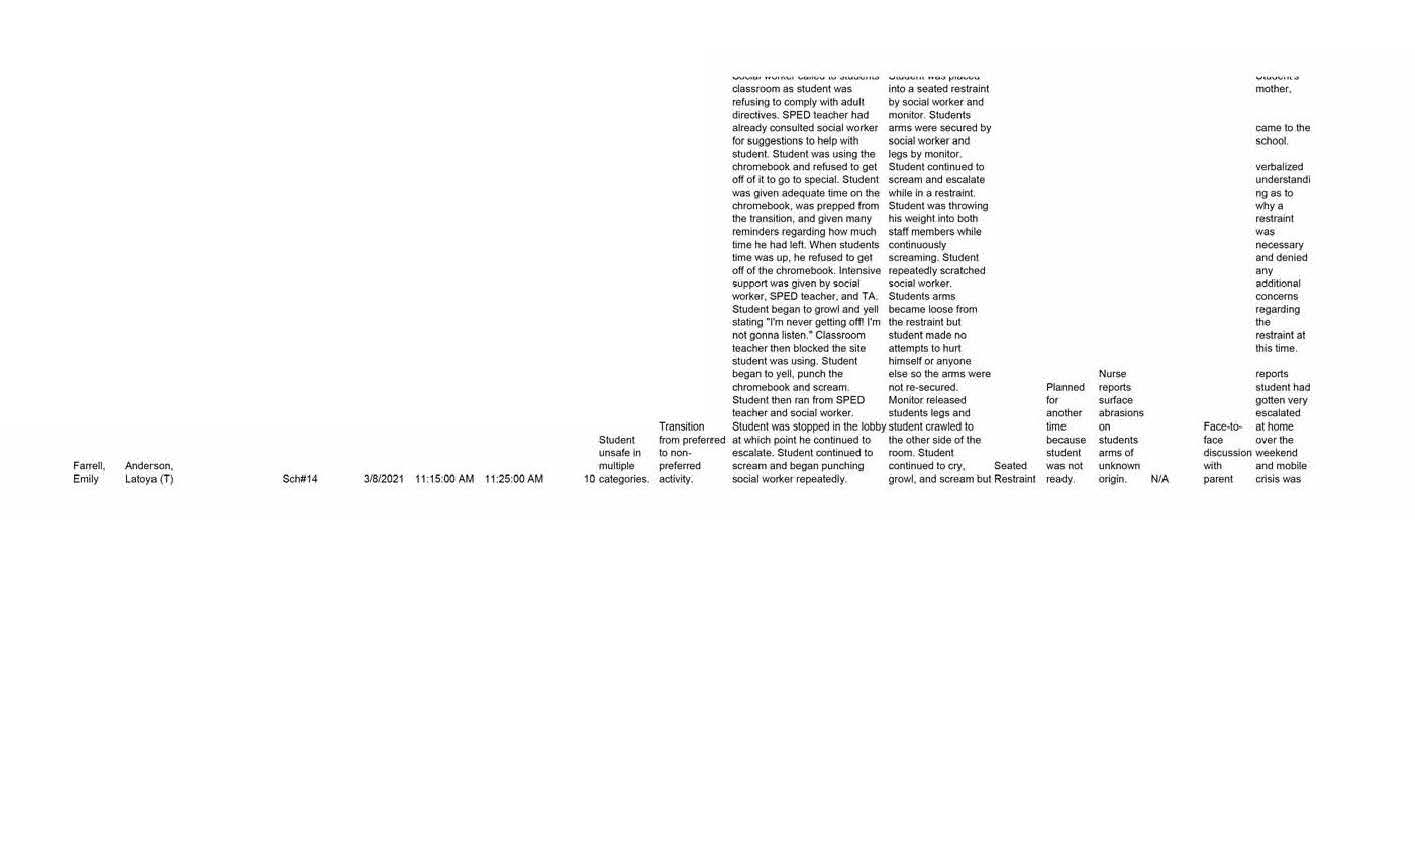 Farrell,
Emily
Anderson,
Latoya (T)
Sch#14
3/8/2021
11:15:00 AM
11:25:00 AM
10
Student
unsafe in
multiple
categories.
Transition
from preferred
to non-
preferred
activity.
Social worker called to students
classroom as student was
refusing to comply with adult
directives. SPED teacher had
already consulted social worker
for suggestions to help with
student. Student was using the
chromebook and refused to get
off of it to go to special. Student
was given adequate time on the
chromebook, was prepped from
the transition, and given many
reminders regarding how much
time he had left. When students
time was up, he refused to get
off of the chromebook. Intensive
support was given by social
worker, SPED teacher, and TA.
Student began to growl and yell
stating "I'm never getting off! I'm
not gonna listen." Classroom
teacher then blocked the site
student was using. Student
began to yell, punch the
chromebook and scream.
Student then ran from SPED
teacher and social worker.
Student was stopped in the lobby
at which point he continued to
escalate. Student continued to
scream and began punching
social worker repeatedly.
Student was placed
into a seated restraint
by social worker and
monitor. Students
arms were secured by
social worker and
legs by monitor.
Student continued to
scream and escalate
while in a restraint.
Student was throwing
his weight into both
staff members while
continuously
screaming. Student
repeatedly scratched
social worker.
Students arms
became loose from
the restraint but
student made no
attempts to hurt
himself or anyone
else so the arms were
not re-secured.
Monitor released
students legs and
student crawled to
the other side of the
room. Student
continued to cry,
growl, and scream but
Seated
Restraint
Planned
for
another
time
because
student
was not
ready.
Nurse
reports
surface
abrasions
on
students
arms of
unknown
origin.
N/A
Face-to-
face
discussion
with
parent
Student's
mother,
came to the
school.
verbalized
understandi
ng as to
why a
restraint
was
necessary
and denied
any
additional
concerns
regarding
the
restraint at
this time.
reports
student had
gotten very
escalated
at home
over the
weekend
and mobile
crisis was